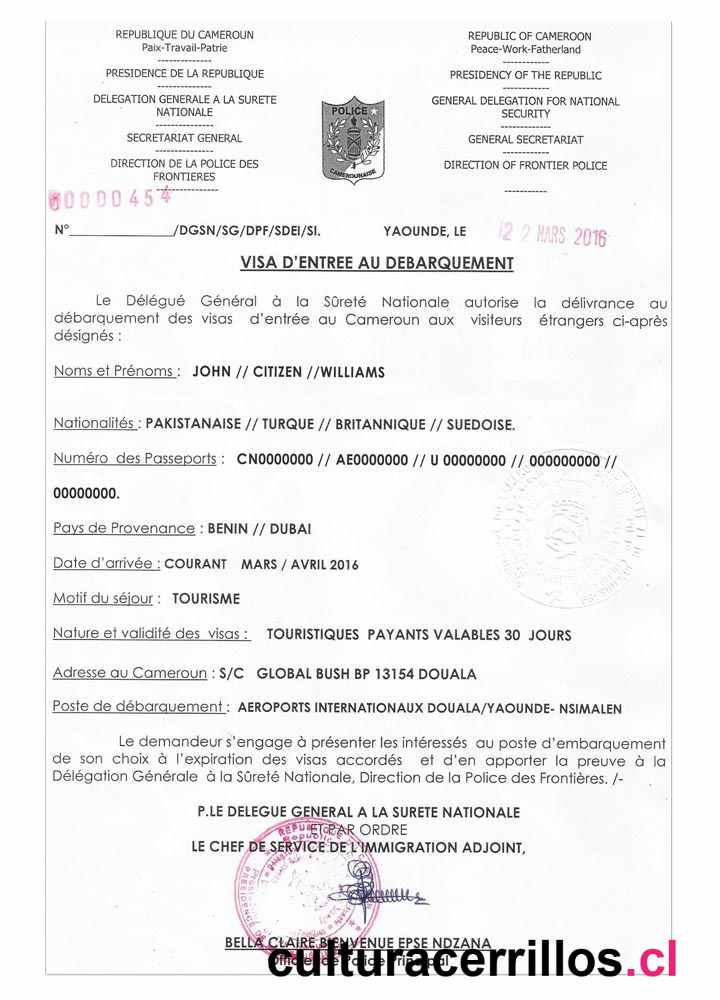 REPUBLIQUE DU CAMEROUN
Paix-Travail-Patrie
--------------
PRESIDENCE DE LA REPUBLIQUE
--------------
DELEGATION GENERALE A LA SURETE
NATIONALE
---------------
SECRETARIAT GENERAL
---------------
DIRECTION DE LA POLICE DES
FRONTIERES
----------------
REPUBLIC OF CAMEROON
Peace-Work-Fatherland
------------
PRESIDENCY OF THE REPUBLIC
------------
GENERAL DELEGATION FOR NATIONAL
SECURITY
-------------
GENERAL SECRETARIAT
------------
DIRECTION OF FRONTIER POLICE
-----------
POLICE
CAMEROUNAISE
00000454
N°________________/DGSN/SG/DPF/SDEI/SI. YAOUNDE, LE 22 MARS 2016
VISA D'ENTREE AU DEBARQUEMENT
Le Délégué Général à la Sûreté Nationale autorise la délivrance au
débarquement des visas d'entrée au Cameroun aux visiteurs étrangers ci-après
désignés :
Noms et Prénoms : JOHN // CITIZEN //WILLIAMS
Nationalités : PAKISTANAISE // TURQUE // BRITANNIQUE // SUEDOISE.
Numéro des Passeports : CN0000000 // AE0000000 // U 00000000 // 000000000 //
00000000.
Pays de Provenance : BENIN // DUBAI
Date d'arrivée : COURANT MARS / AVRIL 2016
Motif du séjour : TOURISME
Nature et validité des visas : TOURISTIQUES PAYANTS VALABLES 30 JOURS
Adresse au Cameroun : S/C GLOBAL BUSH BP 13154 DOUALA
Poste de débarquement : AEROPORTS INTERNATIONAUX DOUALA/YAOUNDE- NSIMALEN
Le demandeur s'engage à présenter les intéressés au poste d'embarquement
de son choix à l'expiration des visas accordés et d'en apporter la preuve à la
Délégation Générale à la Sûreté Nationale, Direction de la Police des Frontières. /-
P.LE DELEGUE GENERAL A LA SURETE NATIONALE
ET PAR ORDRE
LE CHEF DE SERVICE DE L'IMMIGRATION ADJOINT,
BELLA CLAIRE BIENVENUE EPSE NDZANA
Officier de Police Principal
culturacerrillos.cl